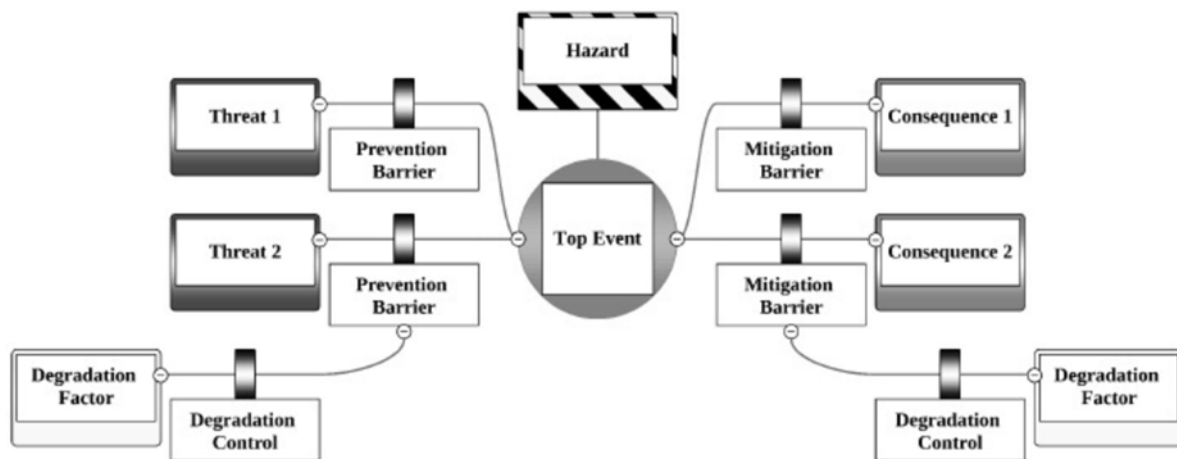 Hazard
Threat 1
Prevention
Barrier
Mitigation
Barrier
Consequence 1
Threat 2
Prevention
Barrier
Top Event
Mitigation
Barrier
Consequence 2
Degradation
Factor
Degradation
Control
Degradation
Control
Degradation
Factor